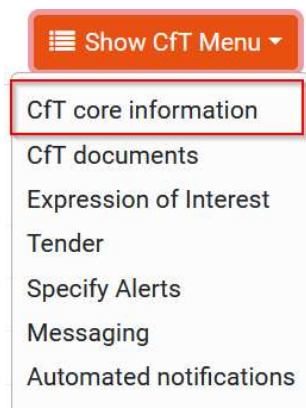 Show CfT Menu
CfT core information
CfT documents
Expression of Interest
Tender
Specify Alerts
Messaging
Automated notifications